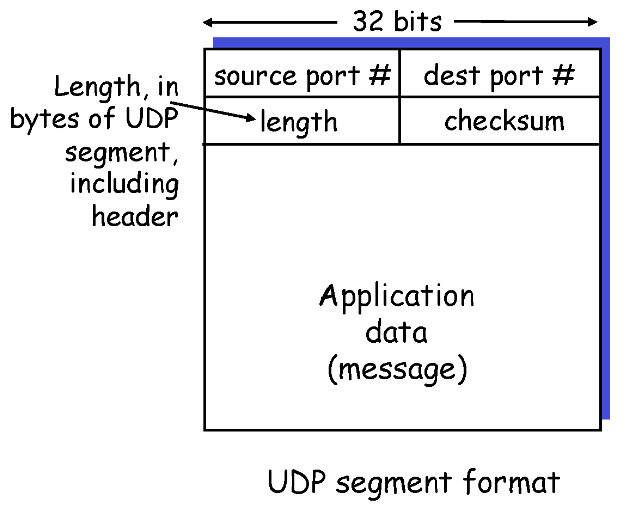 32 bits
source port # dest port #
Length, in
bytes of UDP
segment,
including
header
length checksum
Application
data
(message)
UDP segment format